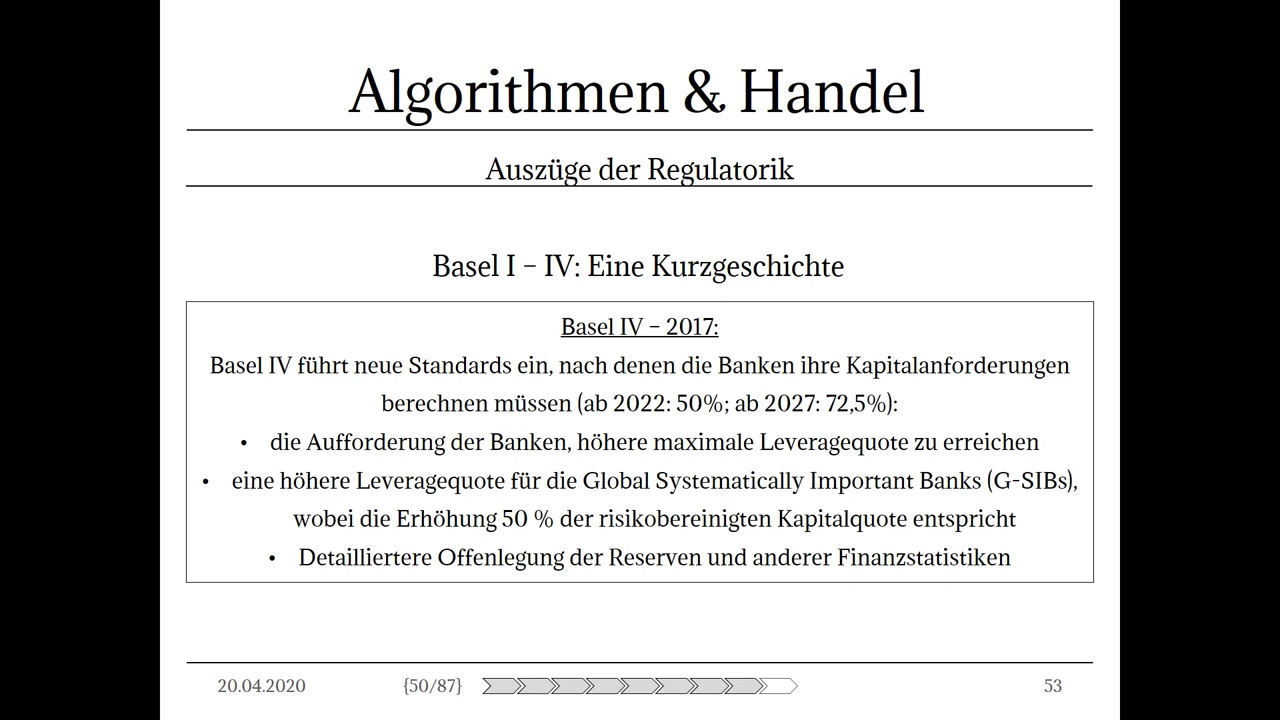 Algorithmen & Handel
Auszüge der Regulatorik
Basel I – IV: Eine Kurzgeschichte
Basel IV – 2017:
Basel IV führt neue Standards ein, nach denen die Banken ihre Kapitalanforderungen
berechnen müssen (ab 2022: 50%; ab 2027: 72,5%):
• die Aufforderung der Banken, höhere maximale Leveragequote zu erreichen
• eine höhere Leveragequote für die Global Systematically Important Banks (G-SIBs),
wobei die Erhöhung 50 % der risikobereinigten Kapitalquote entspricht
• Detailliertere Offenlegung der Reserven und anderer Finanzstatistiken
20.04.2020 {50/87} 53